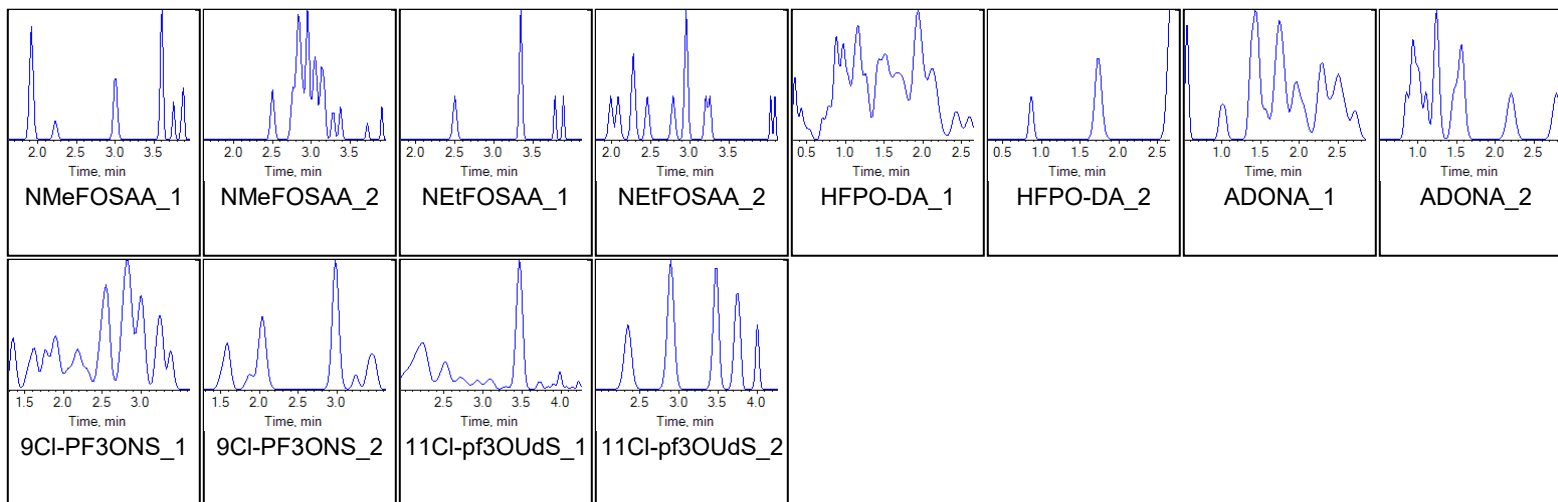 2.0 2.5 3.0 3.5
Time, min
NMeFOSAA_1
2.0 2.5 3.0 3.5
Time, min
NMeFOSAA_2
2.0 2.5 3.0 3.5
Time, min
NEtFOSAA_1
2.0 2.5 3.0 3.5
Time, min
NEtFOSAA_2
0.5 1.0 1.5 2.0 2.5
Time, min
HFPO-DA_1
0.5 1.0 1.5 2.0 2.5
Time, min
HFPO-DA_2
1.0 1.5 2.0 2.5
Time, min
ADONA_1
1.0 1.5 2.0 2.5
Time, min
ADONA_2
1.5 2.0 2.5 3.0
Time, min
9Cl-PF3ONS_1
1.5 2.0 2.5 3.0
Time, min
9Cl-PF3ONS_2
2.5 3.0 3.5 4.0
Time, min
11Cl-pf3OUdS_1
2.5 3.0 3.5 4.0
Time, min
11Cl-pf3OUdS_2